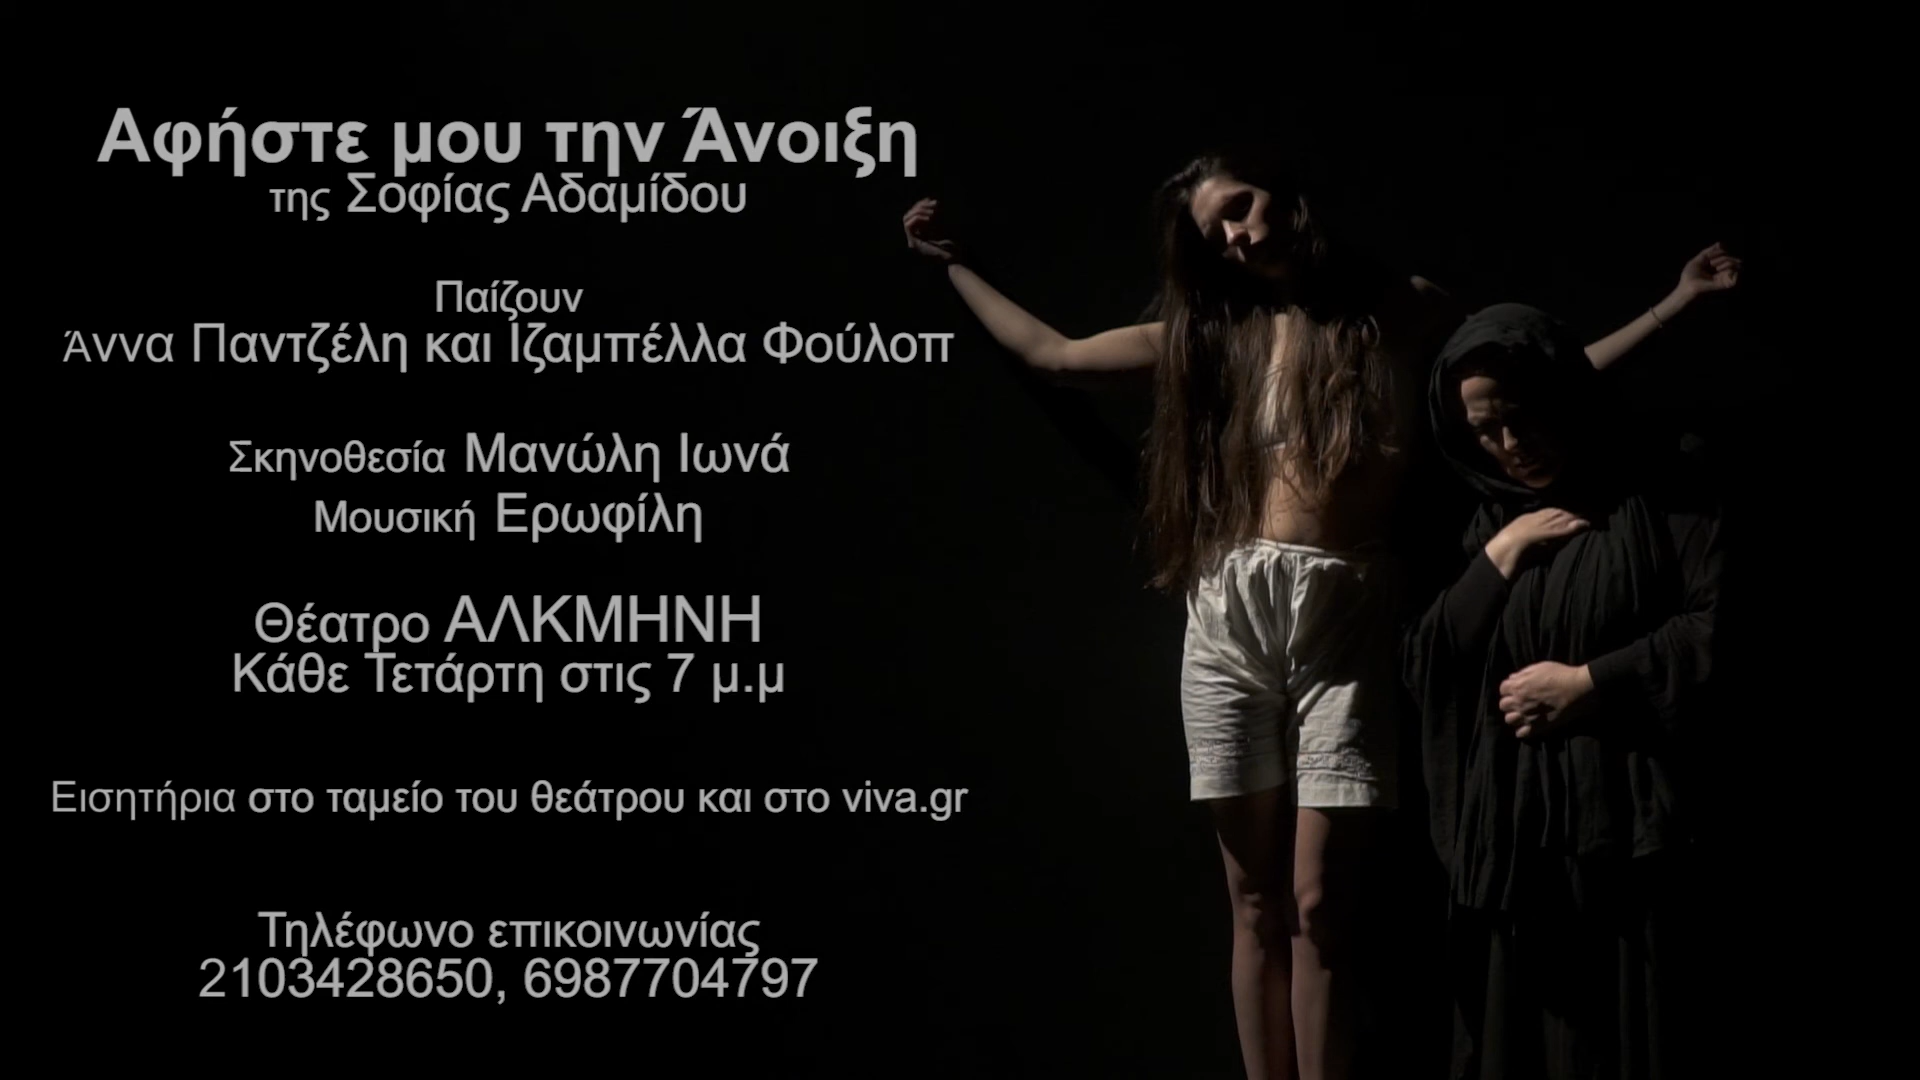 Αφήστε μου την Άνοιξη
της Σοφίας Αδαμίδου
Παίζουν
Άννα Παντζέλη και Ιζαμπέλλα Φούλοπ
Σκηνοθεσία Μανώλη Ιωνά
Μουσική Ερωφίλη
Θέατρο ΑΛΚΜΗΝΗ
Κάθε Τετάρτη στις 7 μ.μ
Εισητήρια στο ταμείο του θεάτρου και στο viva.gr
Τηλέφωνο επικοινωνίας
2103428650, 6987704797